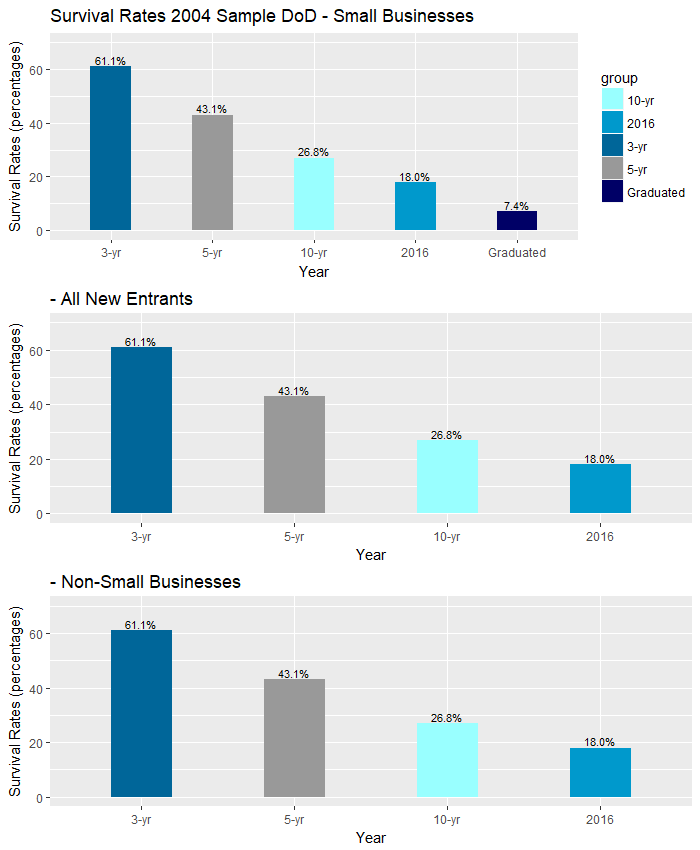 Survival Rates 2004 Sample DoD - Small Businesses
Survival Rates (percentages)
60
40
20
0
61.1%
43.1%
26.8%
18.0%
7.4%
3-yr
5-yr
10-yr
2016
Graduated
Year
group
10-yr
2016
3-yr
5-yr
Graduated
- All New Entrants
Survival Rates (percentages)
60
40
20
0
61.1%
43.1%
26.8%
18.0%
3-yr
5-yr
10-yr
2016
Year
- Non-Small Businesses
Survival Rates (percentages)
60
40
20
0
61.1%
43.1%
26.8%
18.0%
3-yr
5-yr
10-yr
2016
Year